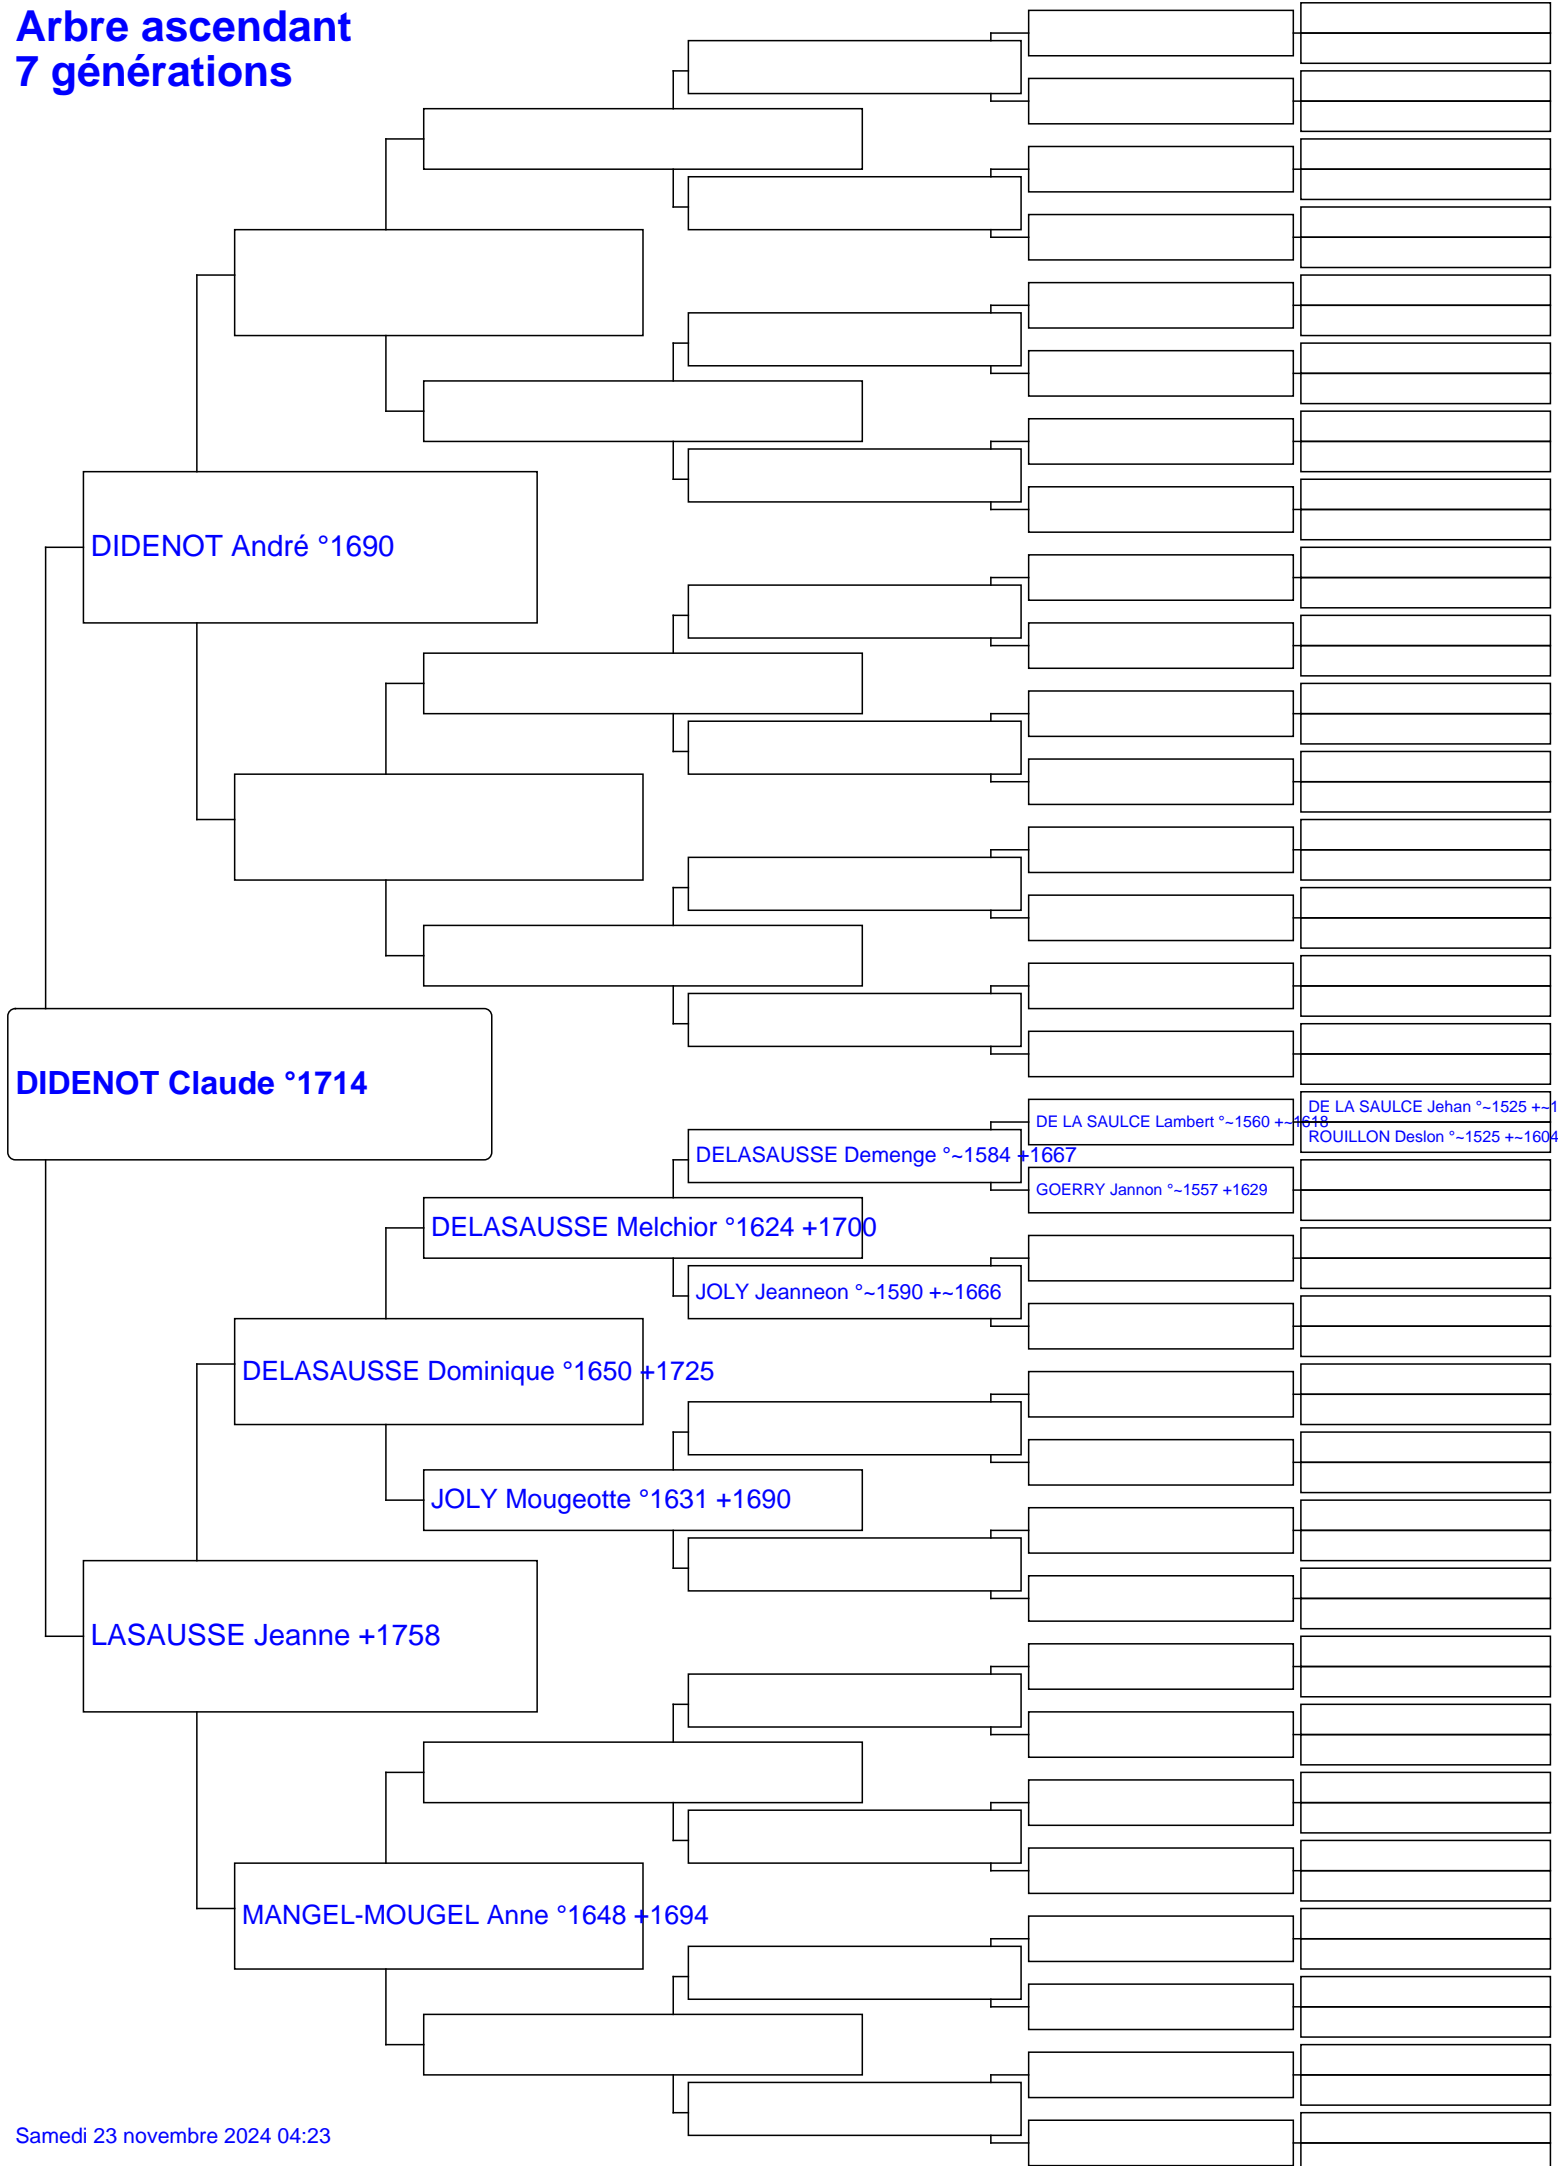 Arbre ascendant
7 générations
DIDENOT André °1690
DIDENOT Claude °1714
DE LA SAULCE Lambert °~1560 +~1618
DE LA SAULCE Jehan °~1525 +~1
ROUILLON Deslon °~1525 +~1604
DELASAUSSE Demenge °~1584 +1667
GOERRY Jannon °~1557 +1629
DELASAUSSE Melchior °1624 +1700
JOLY Jeanneon °~1590 +~1666
DELASAUSSE Dominique °1650 +1725
JOLY Mougeotte °1631 +1690
LASAUSSE Jeanne +1758
MANGEL-MOUGEL Anne °1648 +1694
Samedi 23 novembre 2024 04:23